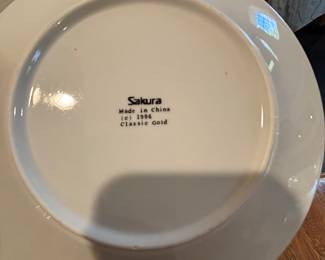 Sakura
Made in China
(c) 1996
Classic Gold